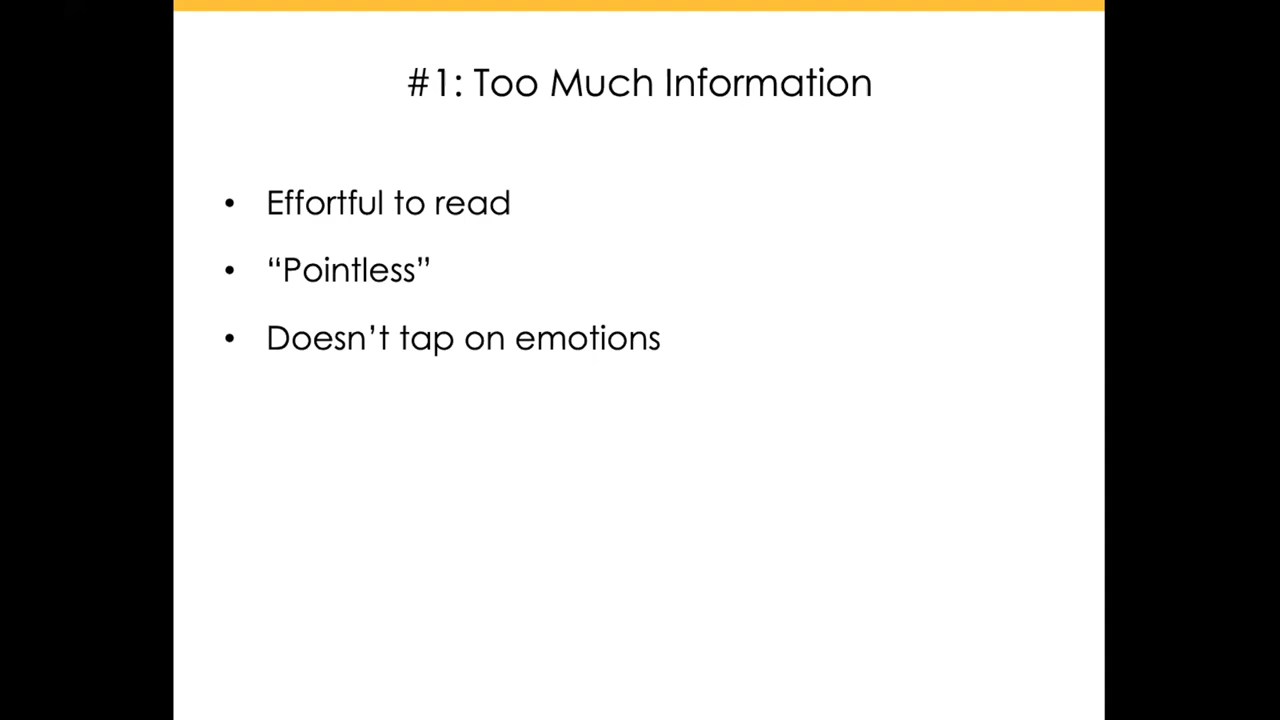 #1: Too Much Information
• Effortful to read
• “Pointless”
• Doesn’t tap on emotions